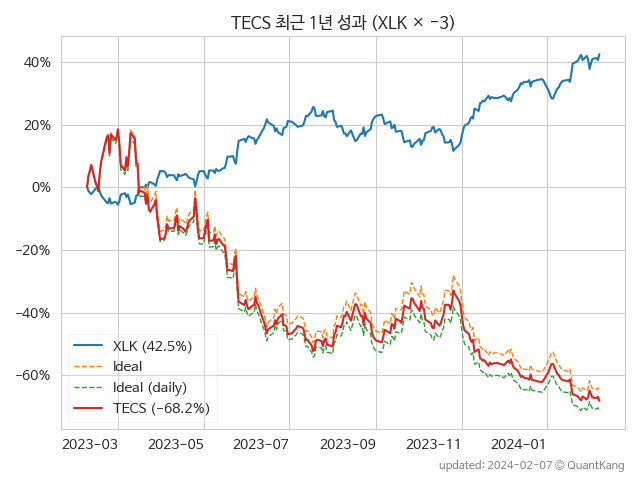 TECS 최근 1년 성과 (XLK × −3)
40%
20%
0%
−20%
−40%
−60%
XLK (42.5%)
Ideal
Ideal (daily)
TECS (−68.2%)
2023-03
2023-05
2023-07
2023-09
2023-11
2024-01
updated: 2024-02-07 © QuantKang